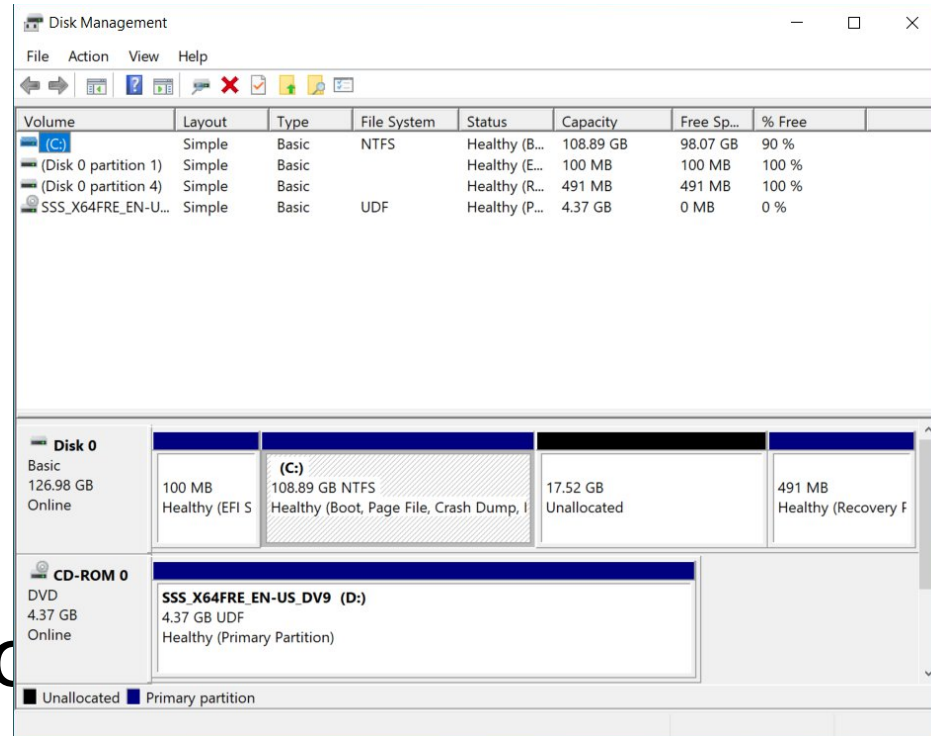 Disk Management
File Action View Help
Volume Layout Type File System Status Capacity Free Sp... % Free
(C:) Simple Basic NTFS Healthy (B... 108.89 GB 98.07 GB 90 %
(Disk 0 partition 1) Simple Basic Healthy (E... 100 MB 100 MB 100 %
(Disk 0 partition 4) Simple Basic Healthy (R... 491 MB 491 MB 100 %
SSS_X64FRE_EN-U... Simple Basic UDF Healthy (P... 4.37 GB 0 MB 0 %
Disk 0
Basic
126.98 GB
Online
100 MB
Healthy (EFI S
(C:)
108.89 GB NTFS
Healthy (Boot, Page File, Crash Dump, I
17.52 GB
Unallocated
491 MB
Healthy (Recovery P
CD-ROM 0
DVD
4.37 GB
Online
SSS_X64FRE_EN-US_DV9 (D:)
4.37 GB UDF
Healthy (Primary Partition)
Unallocated Primary partition